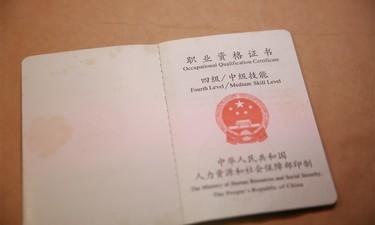 职业资格证书
Occupational Qualification Certificate
四级/中级技能
Fourth Level/Medium Skill Level
中华人民共和国
人力资源和社会保障部印制
The Ministry of Human Resources and Social Security,
The People's Republic of China